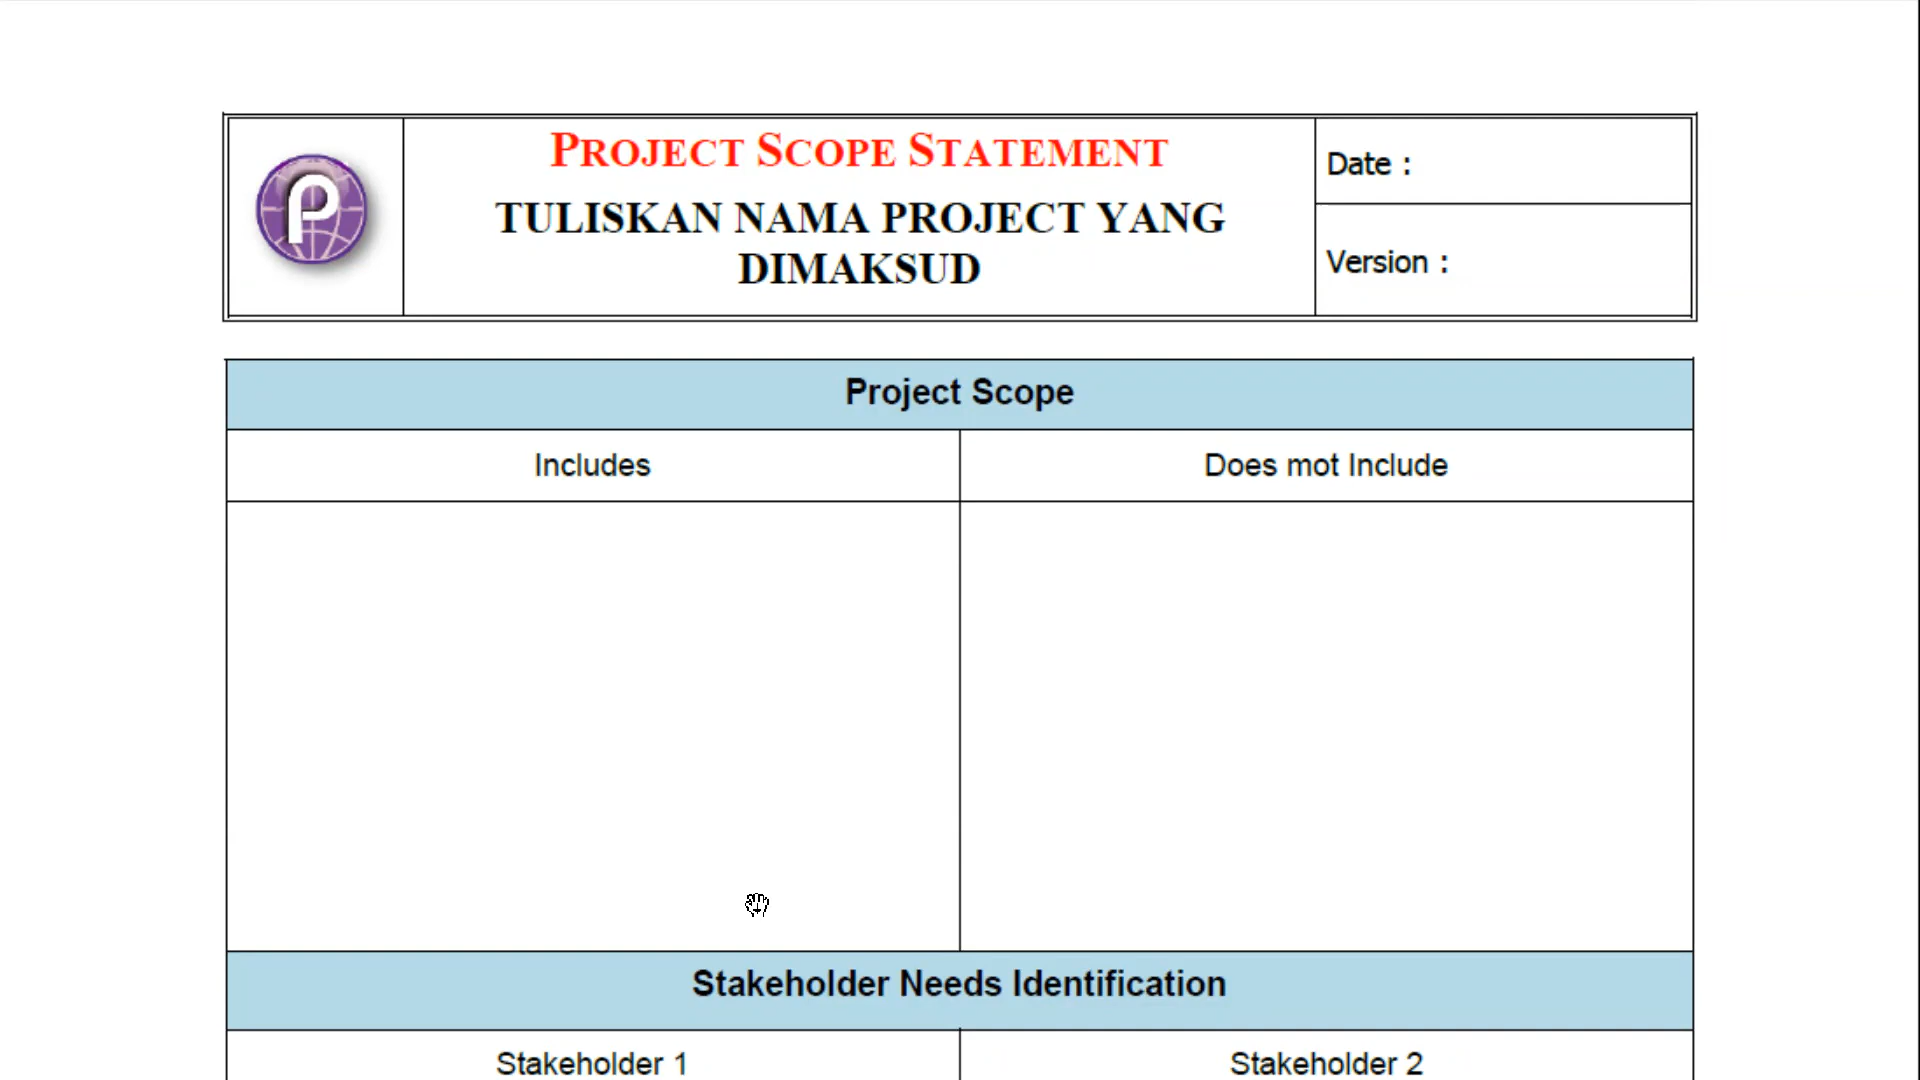 PROJECT SCOPE STATEMENT
TULISKAN NAMA PROJECT YANG
DIMAKSUD
Date :
Version :
Project Scope
Includes
Does mot Include
Stakeholder Needs Identification
Stakeholder 1
Stakeholder 2